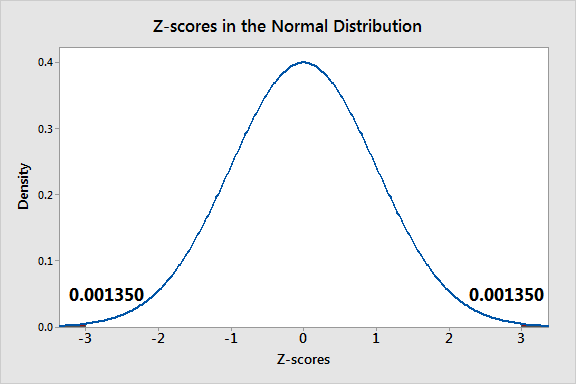 Z-scores in the Normal Distribution
0.4
0.3
0.2
0.1
0.0
Density
0.001350
0.001350
-3 -2 -1 0 1 2 3
Z-scores